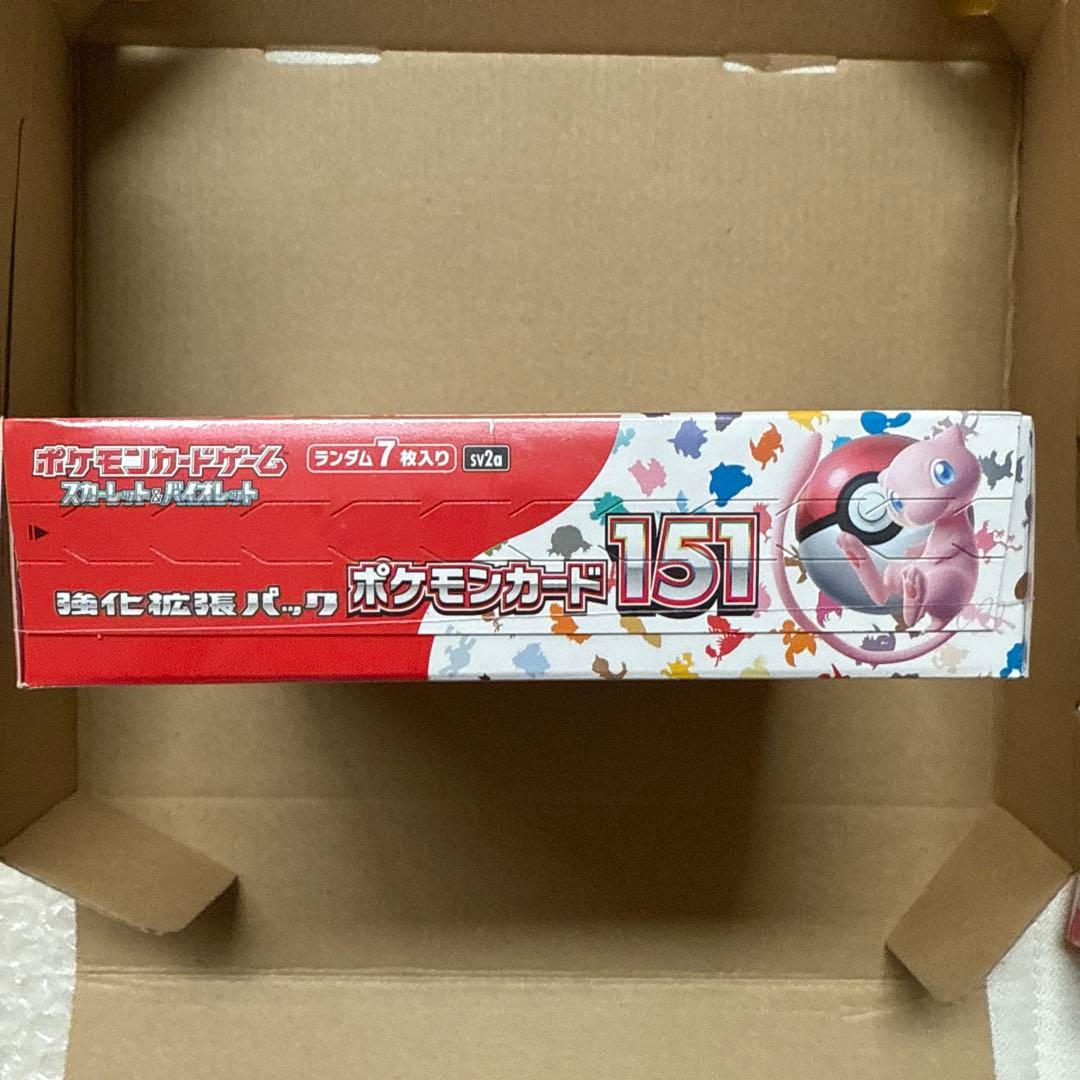 ポケモンカードゲーム
スカーレット&バイオレット
ランダム7枚入り
sv2a
強化拡張パック
ポケモンカード151